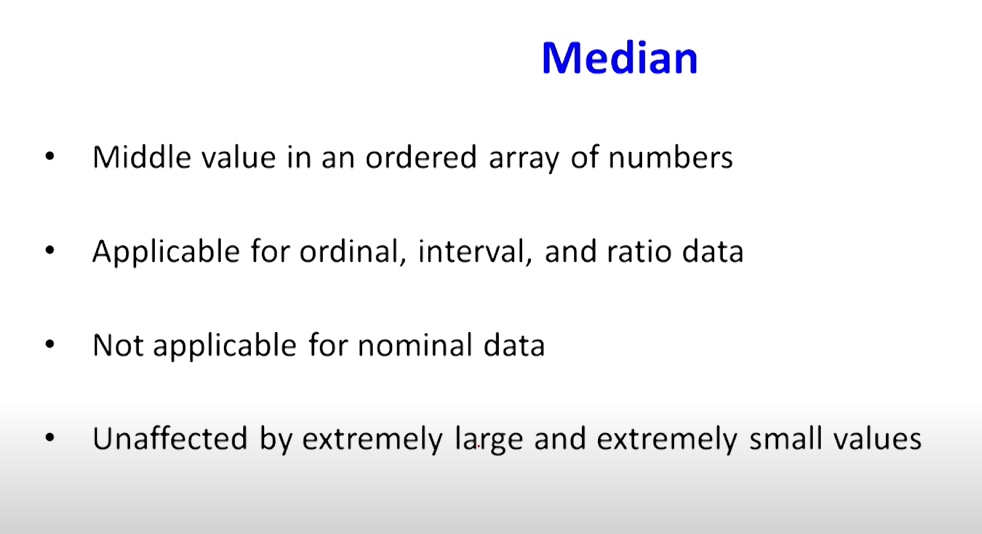 Median
• Middle value in an ordered array of numbers
• Applicable for ordinal, interval, and ratio data
• Not applicable for nominal data
• Unaffected by extremely large and extremely small values